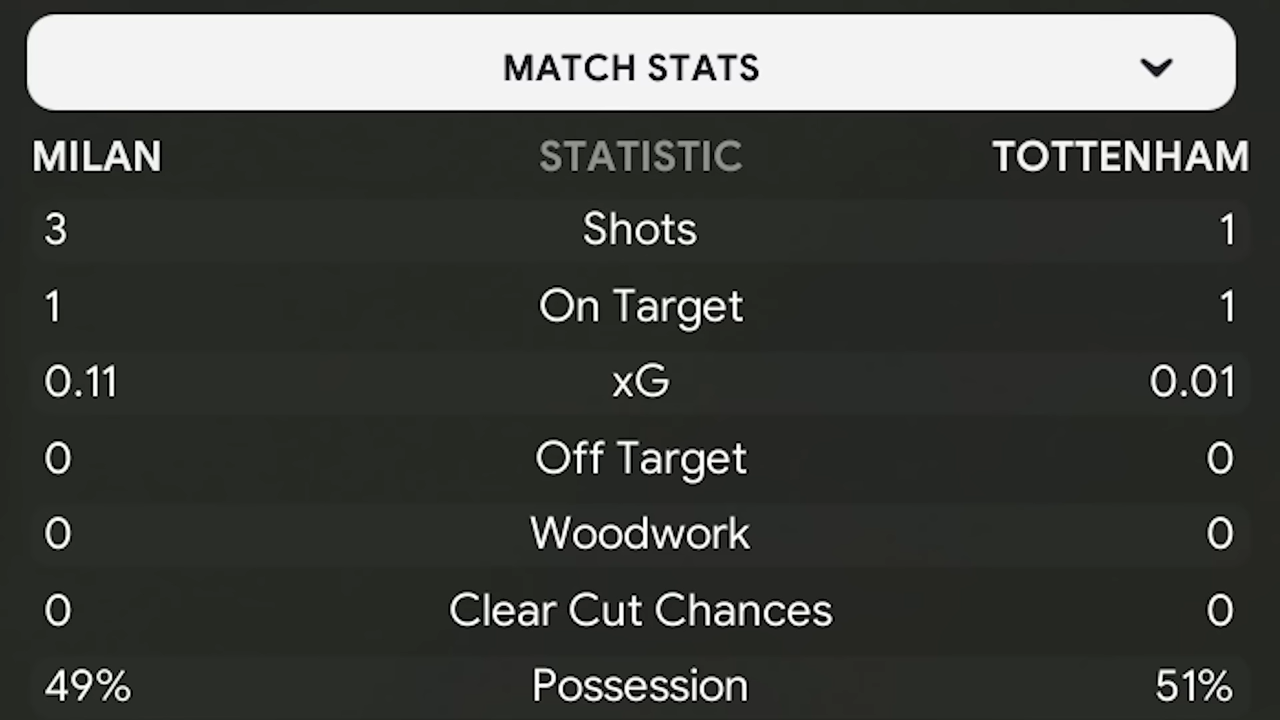 MATCH STATS
MILAN STATISTIC TOTTENHAM
3 Shots 1
1 On Target 1
0.11 xG 0.01
0 Off Target 0
0 Woodwork 0
0 Clear Cut Chances 0
49% Possession 51%